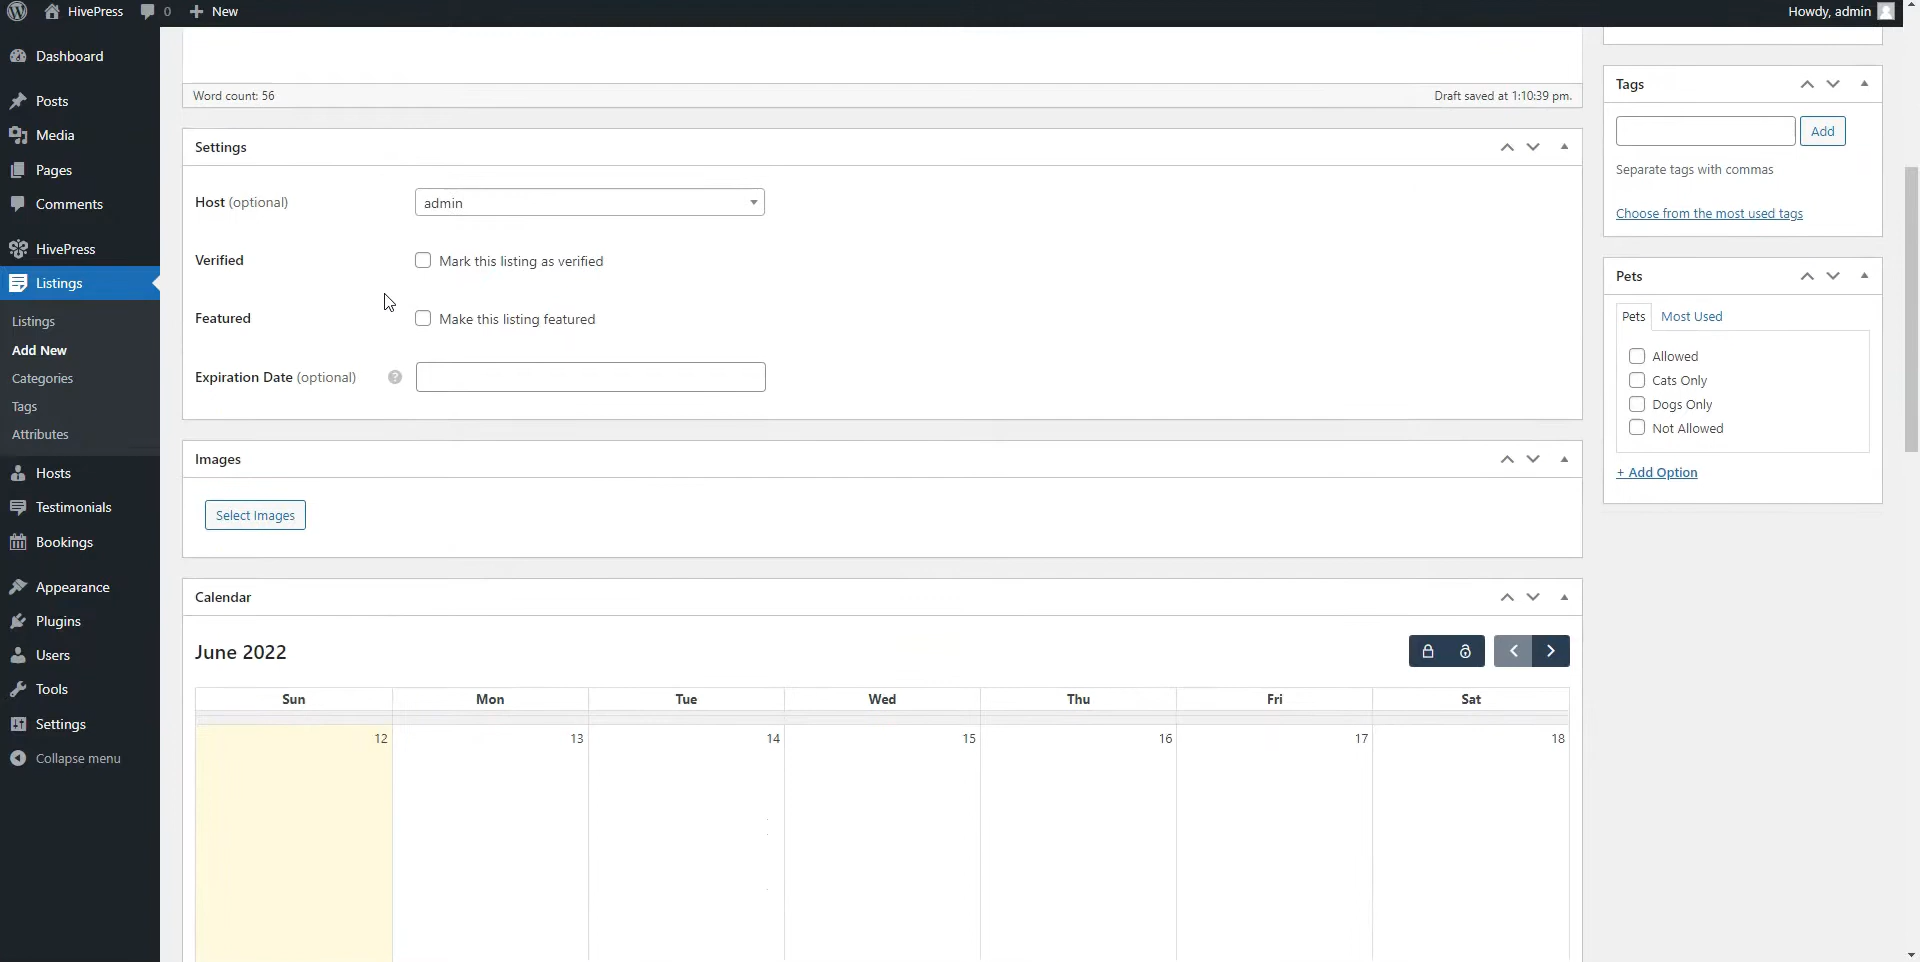 HivePress
0
New
Howdy, admin
Dashboard
Posts
Media
Pages
Comments
HivePress
Listings
Listings
Add New
Categories
Tags
Attributes
Hosts
Testimonials
Bookings
Appearance
Plugins
Users
Tools
Settings
Collapse menu
Word count: 56
Draft saved at 1:10:39 pm.
Settings
Host (optional)
admin
Verified
Mark this listing as verified
Featured
Make this listing featured
Expiration Date (optional)
?
Images
Select Images
Calendar
June 2022
Sun Mon Tue Wed Thu Fri Sat
12 13 14 15 16 17 18
Tags
Add
Separate tags with commas
Choose from the most used tags
Pets
Pets Most Used
Allowed
Cats Only
Dogs Only
Not Allowed
+ Add Option